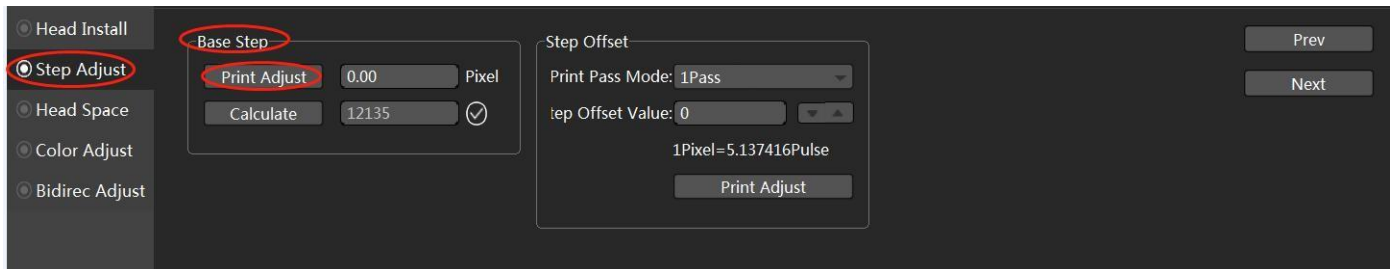 Head Install
Step Adjust
Head Space
Color Adjust
Bidirec Adjust
Base Step
Print Adjust 0.00 Pixel
Calculate 12135
Step Offset
Print Pass Mode: 1Pass
tep Offset Value: 0
1Pixel=5.137416Pulse
Print Adjust
Prev
Next